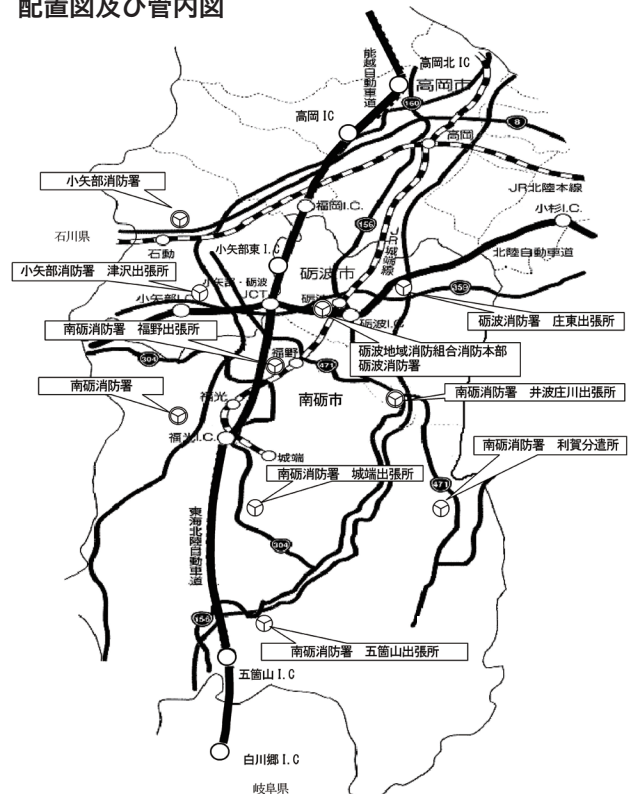 配置図及び管内図
能越自動車道
高岡北 IC
高岡市
160
高岡 IC
8
高岡
JR北陸本線
小矢部消防署
福岡I.C.
小杉I.C.
156
石川県
石動
小矢部東 I.C
JR城端線
北陸自動車道
小矢部消防署 津沢出張所
砺波市
小矢部・砺波
JCT
小矢部I.C
砺波
359
砺波I.C
砺波消防署 庄東出張所
南砺消防署 福野出張所
砺波地域消防組合消防本部
砺波消防署
304
福野
471
南砺消防署
福光
南砺市
南砺消防署 井波庄川出張所
福光I.C.
城端
南砺消防署 利賀分遣所
南砺消防署 城端出張所
471
東海北陸自動車道
304
156
南砺消防署 五箇山出張所
五箇山 I.C
白川郷 I.C
岐阜県